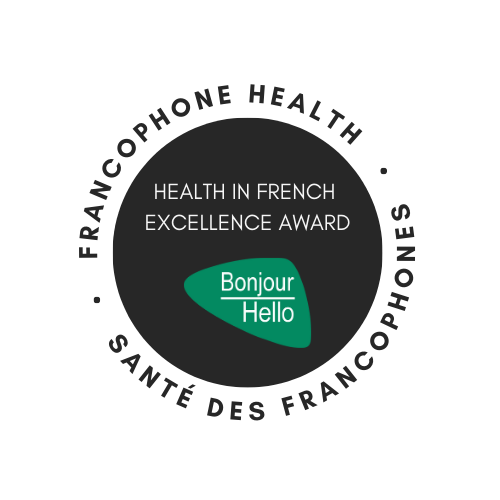 FRANCOPHONE HEALTH
HEALTH IN FRENCH
EXCELLENCE AWARD
Bonjour
Hello
SANTÉ DES FRANCOPHONES